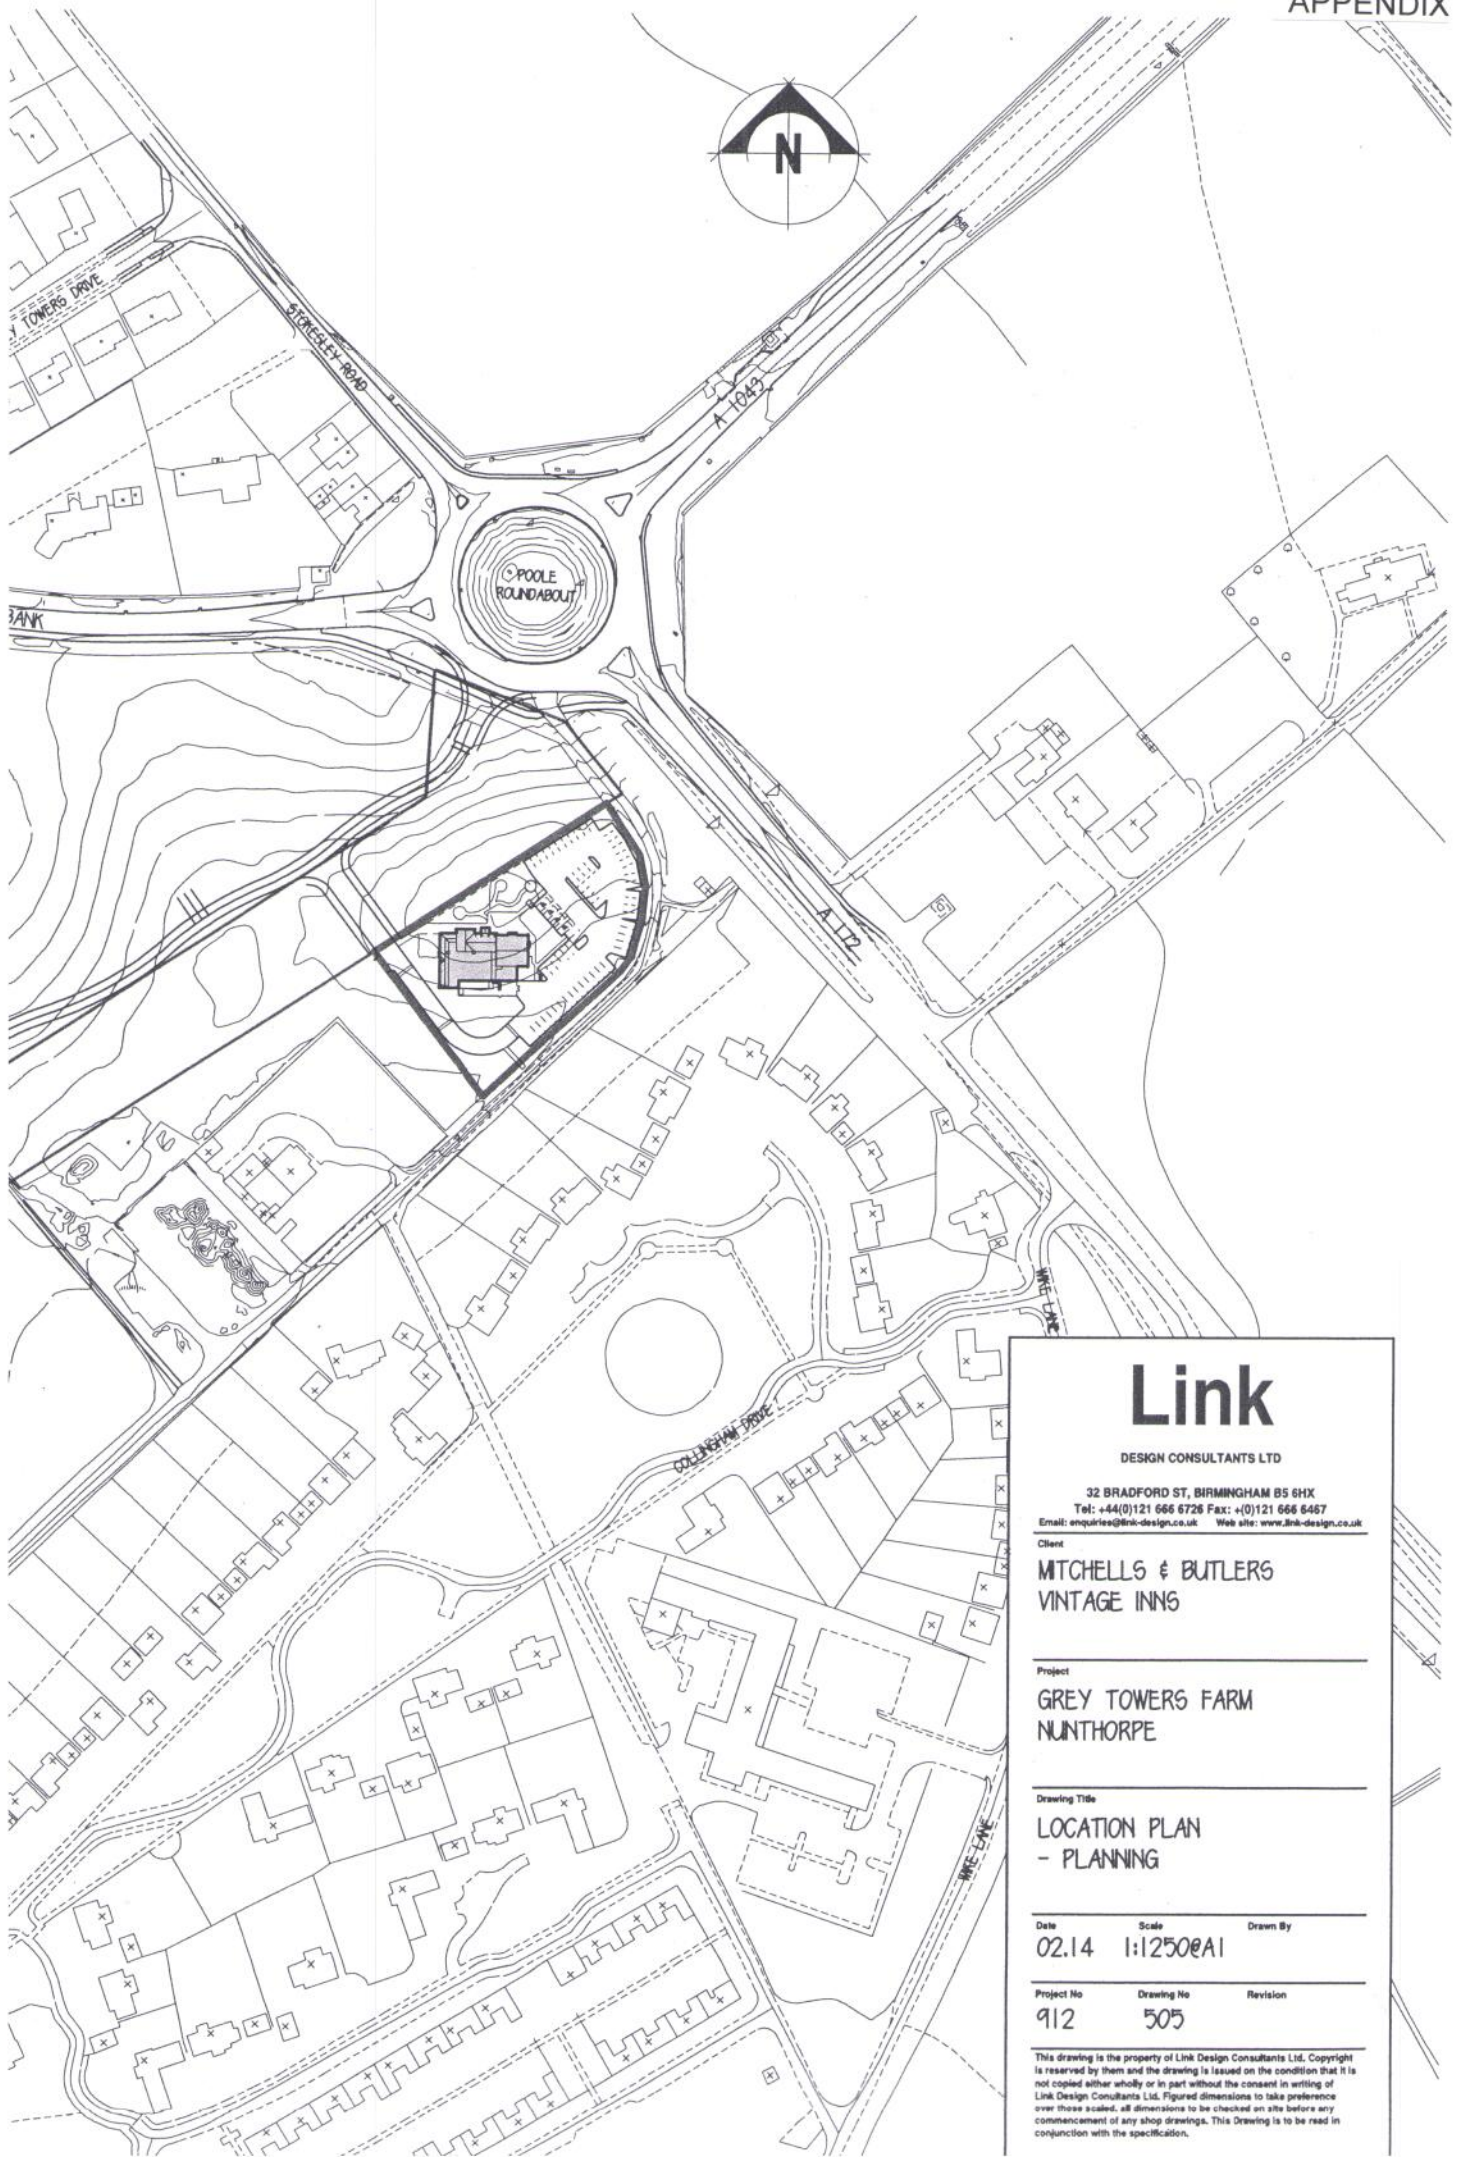 APPENDIX
N
TOWERS DRIVE
STOKESLEY ROAD
A 1043
POOLE
ROUNDABOUT
BANK
A 172
COLLINGHAM DRIVE
LANE
LANE
Link
DESIGN CONSULTANTS LTD
32 BRADFORD ST, BIRMINGHAM B5 6HX
Tel: +44(0)121 666 6726 Fax: +(0)121 666 6467
Email: enquiries@link-design.co.uk Web site: www.link-design.co.uk
Client
MITCHELLS & BUTLERS
VINTAGE INNS
Project
GREY TOWERS FARM
NUNTHORPE
Drawing Title
LOCATION PLAN
- PLANNING
Date Scale Drawn By
02.14 1:1250@A1
Project No Drawing No Revision
912 505
This drawing is the property of Link Design Consultants Ltd. Copyright
is reserved by them and the drawing is issued on the condition that it is
not copied either wholly or in part without the consent in writing of
Link Design Conultants Ltd. Figured dimensions to take preference
over those scaled. all dimensions to be checked on site before any
commencement of any shop drawings. This Drawing is to be read in
conjunction with the specification.